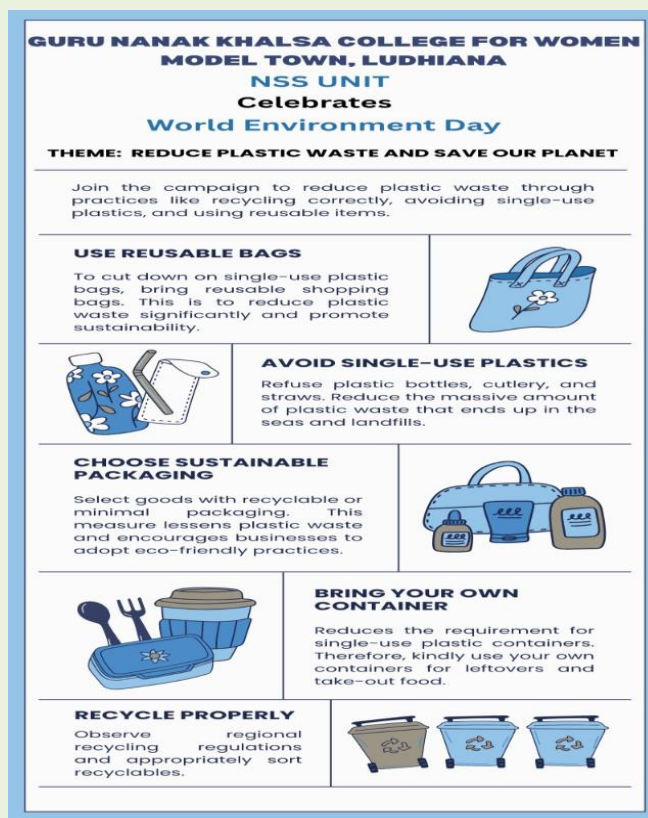 GURU NANAK KHALSA COLLEGE FOR WOMEN
MODEL TOWN, LUDHIANA
NSS UNIT
Celebrates
World Environment Day
THEME: REDUCE PLASTIC WASTE AND SAVE OUR PLANET
Join the campaign to reduce plastic waste through
practices like recycling correctly, avoiding single-use
plastics, and using reusable items.
USE REUSABLE BAGS
To cut down on single-use plastic
bags, bring reusable shopping
bags. This is to reduce plastic
waste significantly and promote
sustainability.
AVOID SINGLE-USE PLASTICS
Refuse plastic bottles, cutlery, and
straws. Reduce the massive amount
of plastic waste that ends up in the
seas and landfills.
CHOOSE SUSTAINABLE
PACKAGING
Select goods with recyclable or
minimal packaging. This
measure lessens plastic waste
and encourages businesses to
adopt eco-friendly practices.
BRING YOUR OWN
CONTAINER
Reduces the requirement for
single-use plastic containers.
Therefore, kindly use your own
containers for leftovers and
take-out food.
RECYCLE PROPERLY
Observe regional
recycling regulations
and appropriately sort
recyclables.